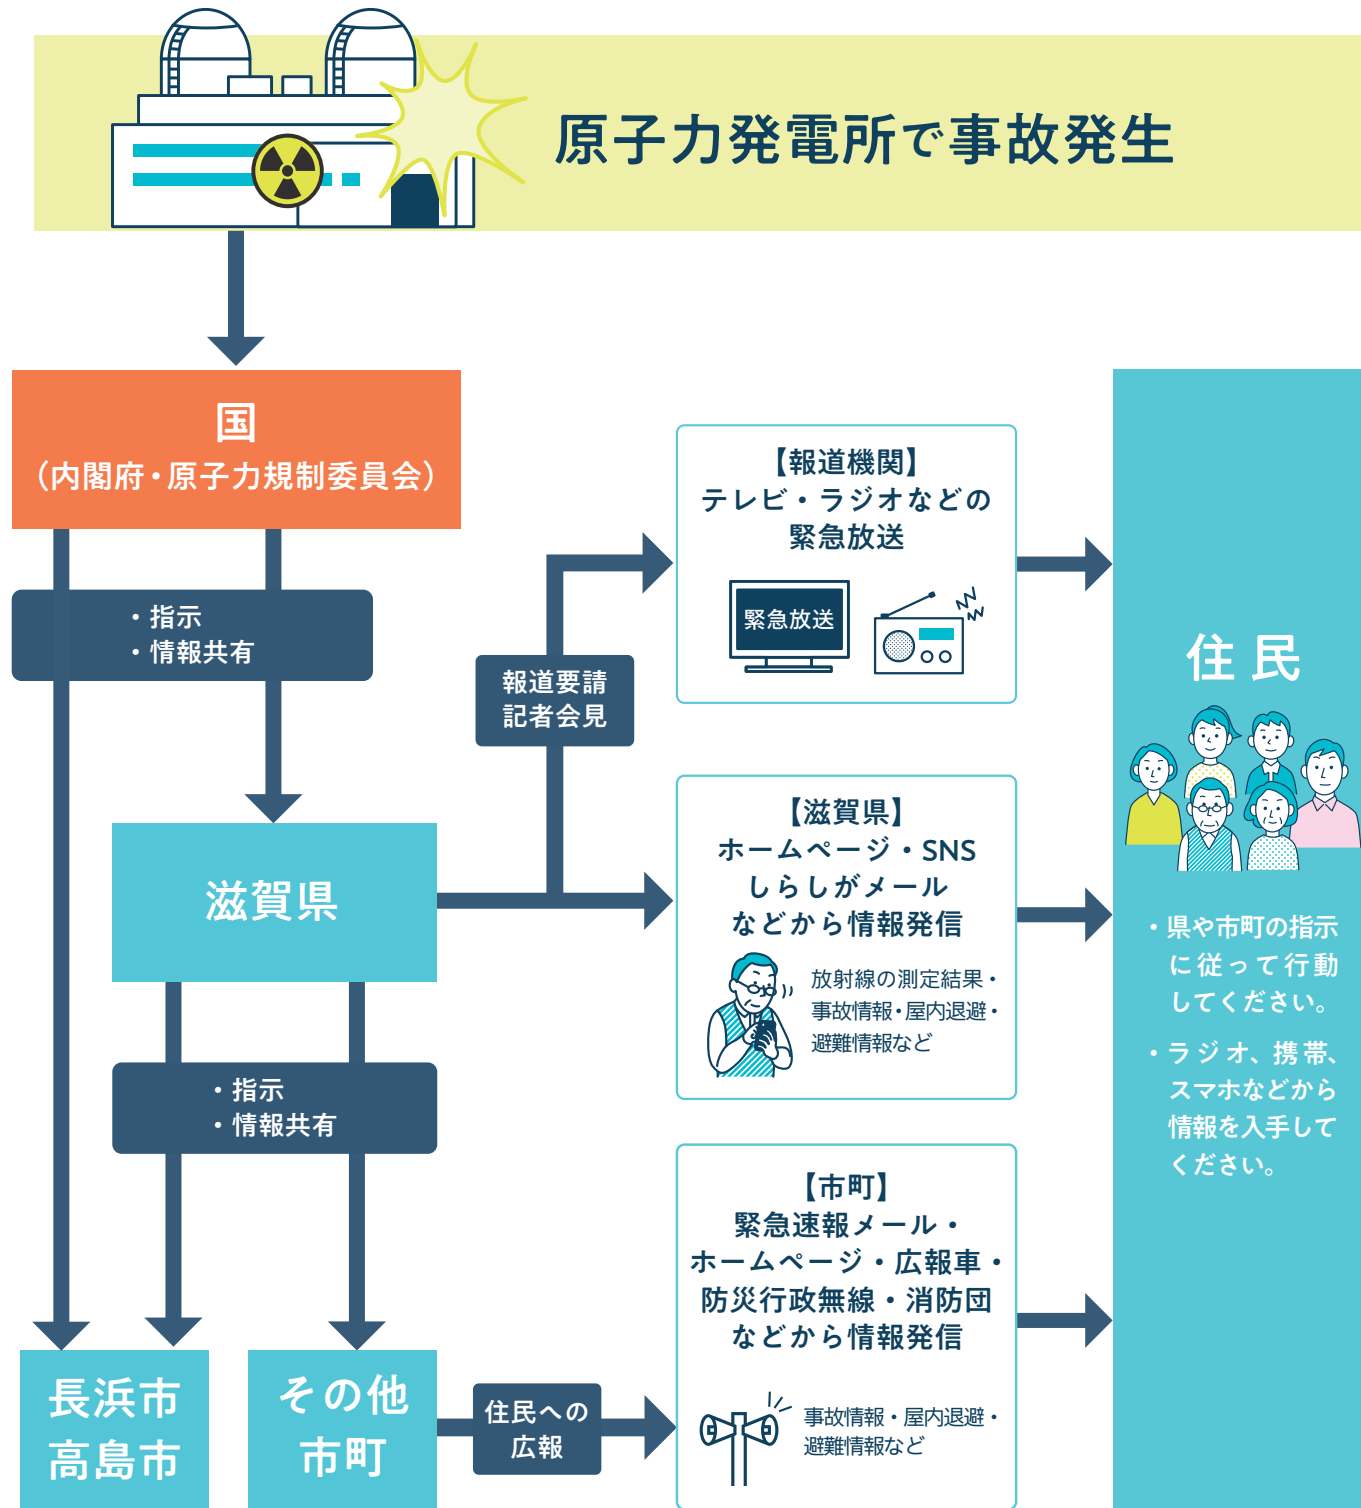 原子力発電所で事故発生
国
（内閣府・原子力規制委員会）
・指示
・情報共有
報道要請
記者会見
【報道機関】
テレビ・ラジオなどの
緊急放送
緊急放送
滋賀県
【滋賀県】
ホームページ・SNS
しらしがメール
などから情報発信
放射線の測定結果・
事故情報・屋内退避・
避難情報など
・指示
・情報共有
長浜市
高島市
その他
市町
住民への
広報
【市町】
緊急速報メール・
ホームページ・広報車・
防災行政無線・消防団
などから情報発信
事故情報・屋内退避・
避難情報など
住民
・県や市町の指示
に従って行動
してください。
・ラジオ、携帯、
スマホなどから
情報を入手して
ください。